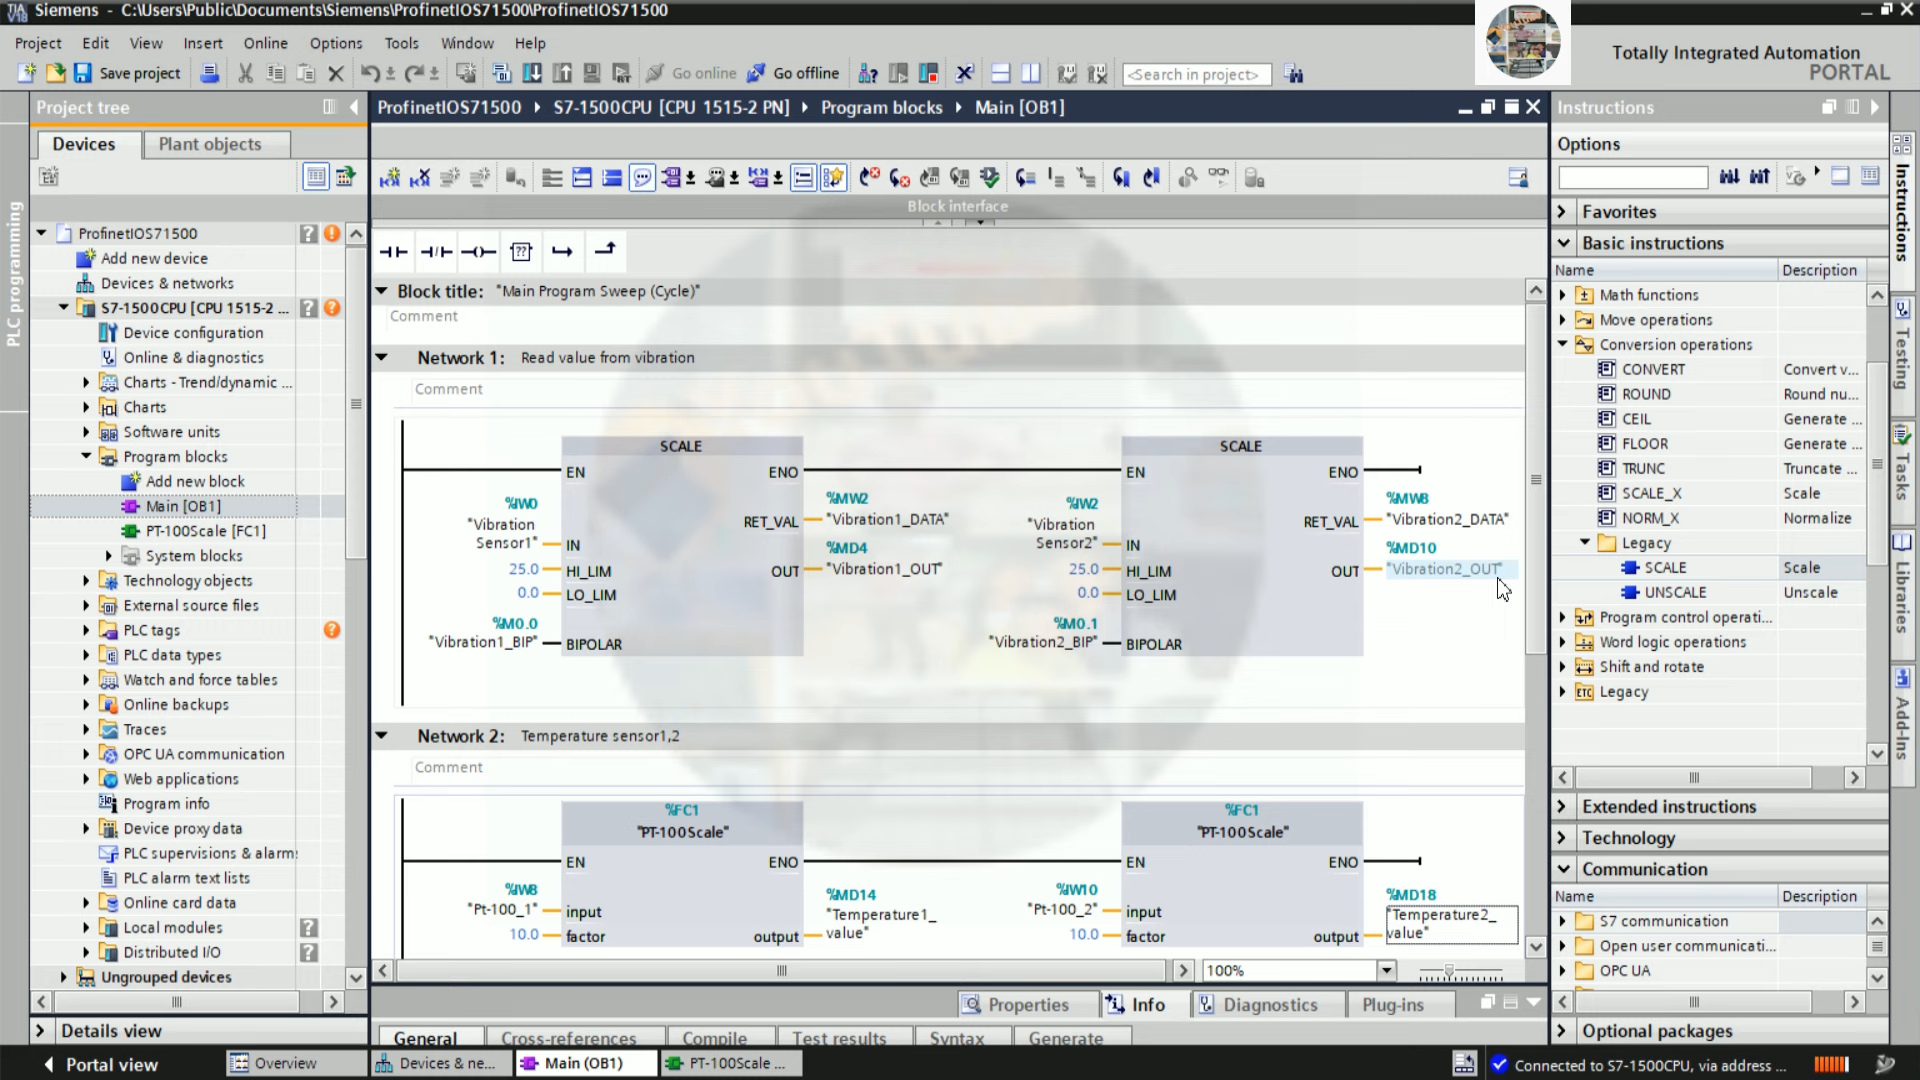 Siemens - C:\Users\Public\Documents\Siemens\ProfinetIOS71500\ProfinetIOS71500
Project Edit View Insert Online Options Tools Window Help
Totally Integrated Automation
PORTAL
Save project
Go online
Go offline
<Search in project>
Project tree
ProfinetIOS71500 S7-1500CPU [CPU 1515-2 PN] Program blocks Main [OB1]
Instructions
Devices
Plant objects
Options
PLC programming
Block interface
ProfinetIOS71500
Add new device
Devices & networks
S7-1500CPU [CPU 1515-2 ...
Device configuration
Online & diagnostics
Charts - Trend/dynamic ...
Charts
Software units
Program blocks
Add new block
Main [OB1]
PT-100Scale [FC1]
System blocks
Technology objects
External source files
PLC tags
PLC data types
Watch and force tables
Online backups
Traces
OPC UA communication
Web applications
Program info
Device proxy data
PLC supervisions & alarm
PLC alarm text lists
Online card data
Local modules
Distributed I/O
Ungrouped devices
Details view
??
Block title: "Main Program Sweep (Cycle)"
Comment
Network 1: Read value from vibration
Comment
SCALE
EN
ENO
%IW0
"Vibration
Sensor1"
IN
25.0
HI_LIM
0.0
LO_LIM
%M0.0
"Vibration1_BIP"
BIPOLAR
RET_VAL
%MW2
"Vibration1_DATA"
OUT
%MD4
"Vibration1_OUT"
SCALE
EN
ENO
%IW2
"Vibration
Sensor2"
IN
25.0
HI_LIM
0.0
LO_LIM
%M0.1
"Vibration2_BIP"
BIPOLAR
RET_VAL
%MW8
"Vibration2_DATA"
OUT
%MD10
"Vibration2_OUT"
Network 2: Temperature sensor1,2
Comment
%FC1
"PT-100Scale"
EN
ENO
%IW8
"Pt-100_1"
input
10.0
factor
output
%MD14
"Temperature1_
value"
%FC1
"PT-100Scale"
EN
ENO
%IW10
"Pt-100_2"
input
10.0
factor
output
%MD18
"Temperature2_
value"
100%
Properties
Info
Diagnostics
Plug-ins
General
Cross-references
Compile
Test results
Syntax
Generate
Favorites
Basic instructions
Name Description
Math functions
Move operations
Conversion operations
CONVERT Convert v...
ROUND Round nu...
CEIL Generate ...
FLOOR Generate ...
TRUNC Truncate ...
SCALE_X Scale
NORM_X Normalize
Legacy
SCALE Scale
UNSCALE Unscale
Program control operati...
Word logic operations
Shift and rotate
Legacy
Extended instructions
Technology
Communication
Name Description
S7 communication
Open user communicati...
OPC UA
Optional packages
Instructions
Testing
Tasks
Libraries
Add-Ins
Portal view
Overview
Devices & ne...
Main (OB1)
PT-100Scale ...
Connected to S7-1500CPU, via address ...